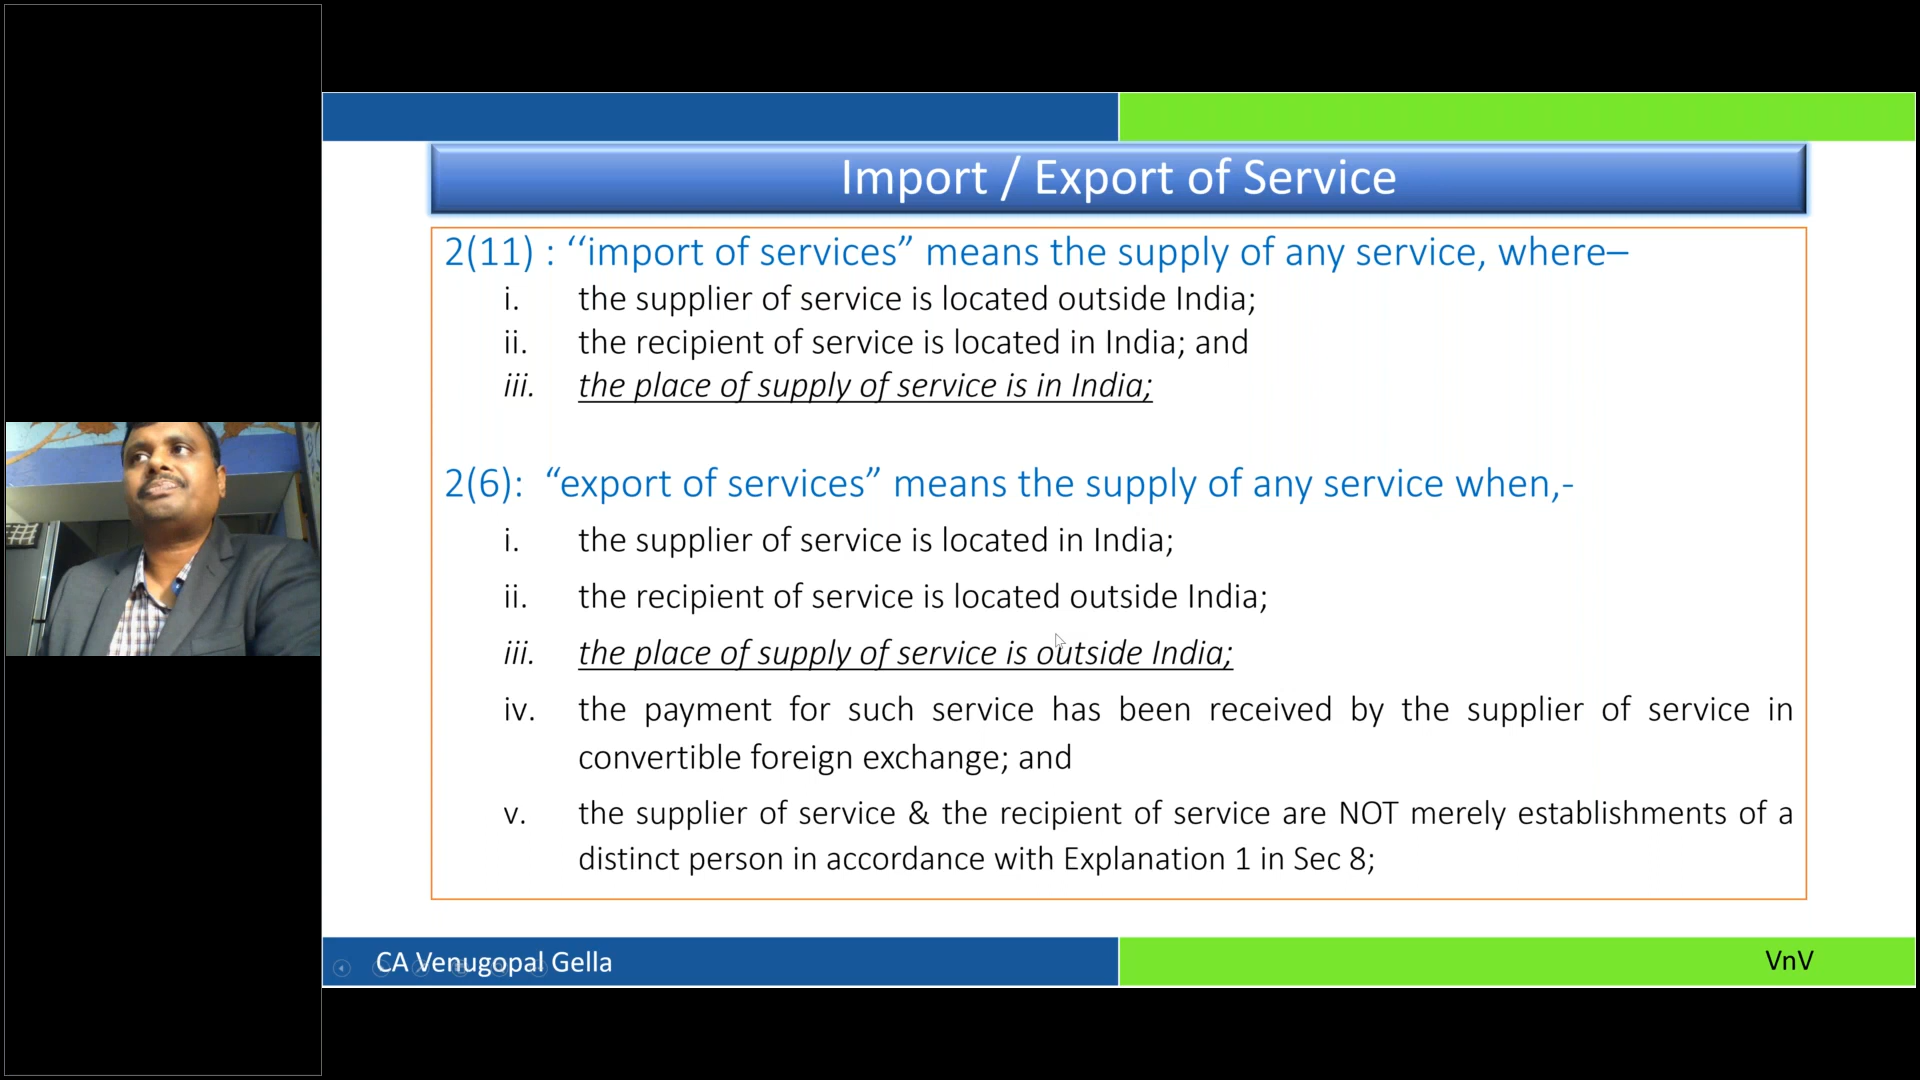 Import / Export of Service
2(11) : ‘‘import of services” means the supply of any service, where–
i. the supplier of service is located outside India;
ii. the recipient of service is located in India; and
iii. the place of supply of service is in India;
2(6): “export of services” means the supply of any service when,-
i. the supplier of service is located in India;
ii. the recipient of service is located outside India;
iii. the place of supply of service is outside India;
iv. the payment for such service has been received by the supplier of service in
convertible foreign exchange; and
v. the supplier of service & the recipient of service are NOT merely establishments of a
distinct person in accordance with Explanation 1 in Sec 8;
CA Venugopal Gella
VnV